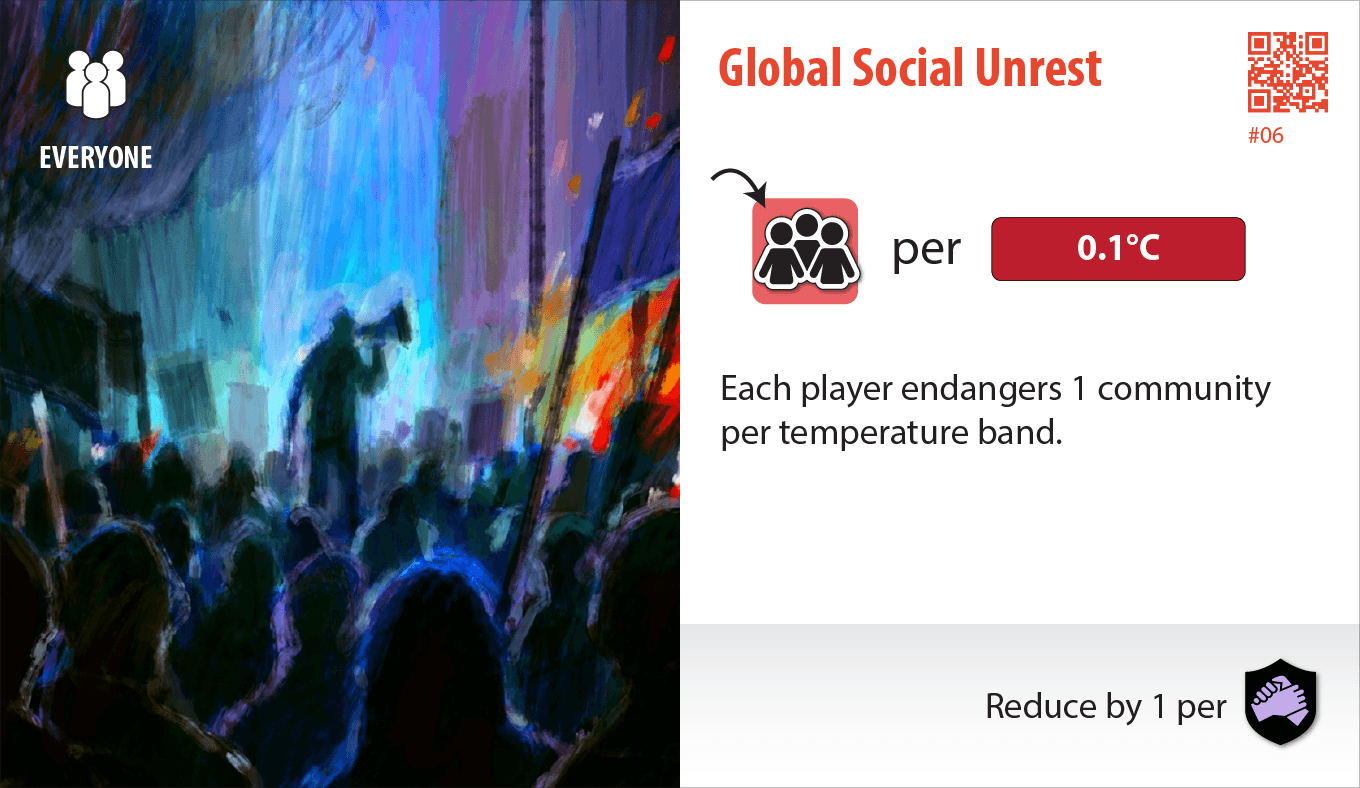 EVERYONE
Global Social Unrest
#06
per
0.1°C
Each player endangers 1 community
per temperature band.
Reduce by 1 per